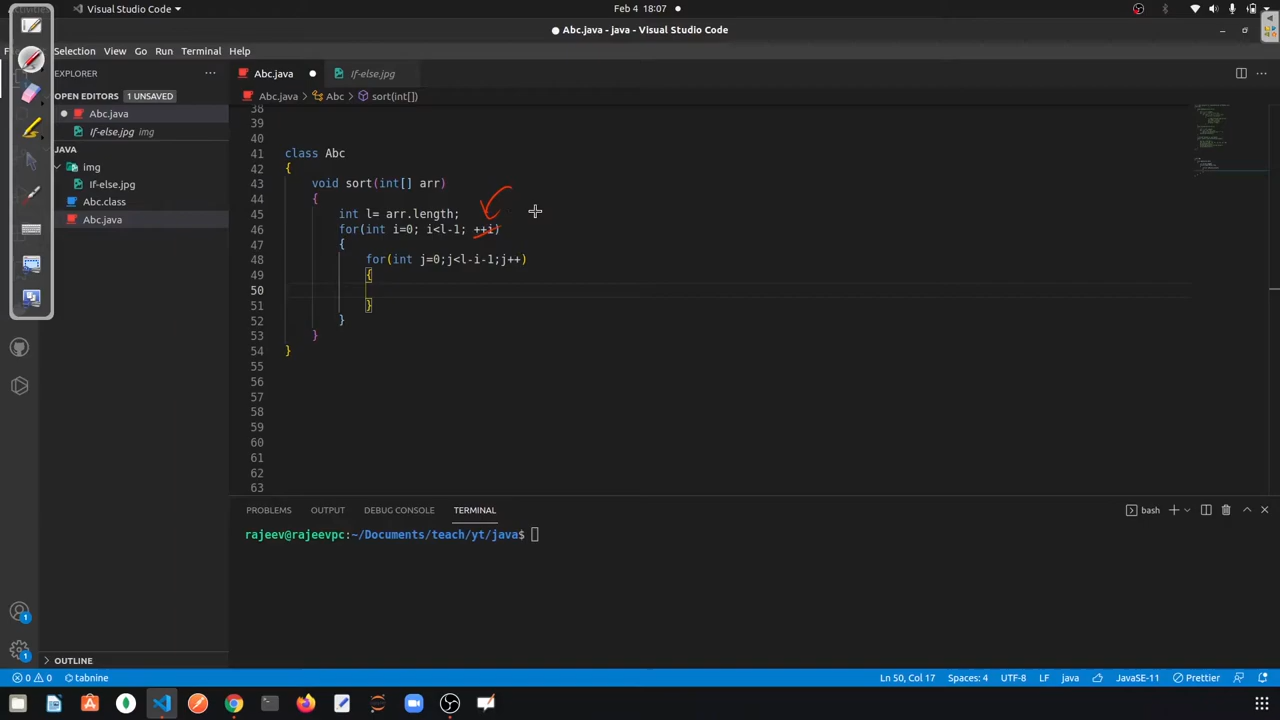 Activities
Visual Studio Code
Feb 4 18:07
Abc.java - java - Visual Studio Code
Selection View Go Run Terminal Help
EXPLORER
OPEN EDITORS 1 UNSAVED
Abc.java
If-else.jpg img
JAVA
img
If-else.jpg
Abc.class
Abc.java
OUTLINE
Abc.java If-else.jpg
Abc.java > Abc > sort(int[])
38
39
40
41 class Abc
42 {
43 void sort(int[] arr)
44 {
45 int l= arr.length;
46 for(int i=0; i<l-1; ++i)
47 {
48 for(int j=0;j<l-i-1;j++)
49 {
50
51 }
52 }
53 }
54 }
55
56
57
58
59
60
61
62
63
PROBLEMS OUTPUT DEBUG CONSOLE TERMINAL
bash
rajeev@rajeevpc:~/Documents/teach/yt/java$
1
1
0 0 tabnine
Ln 50, Col 17 Spaces: 4 UTF-8 LF java JavaSE-11 Prettier